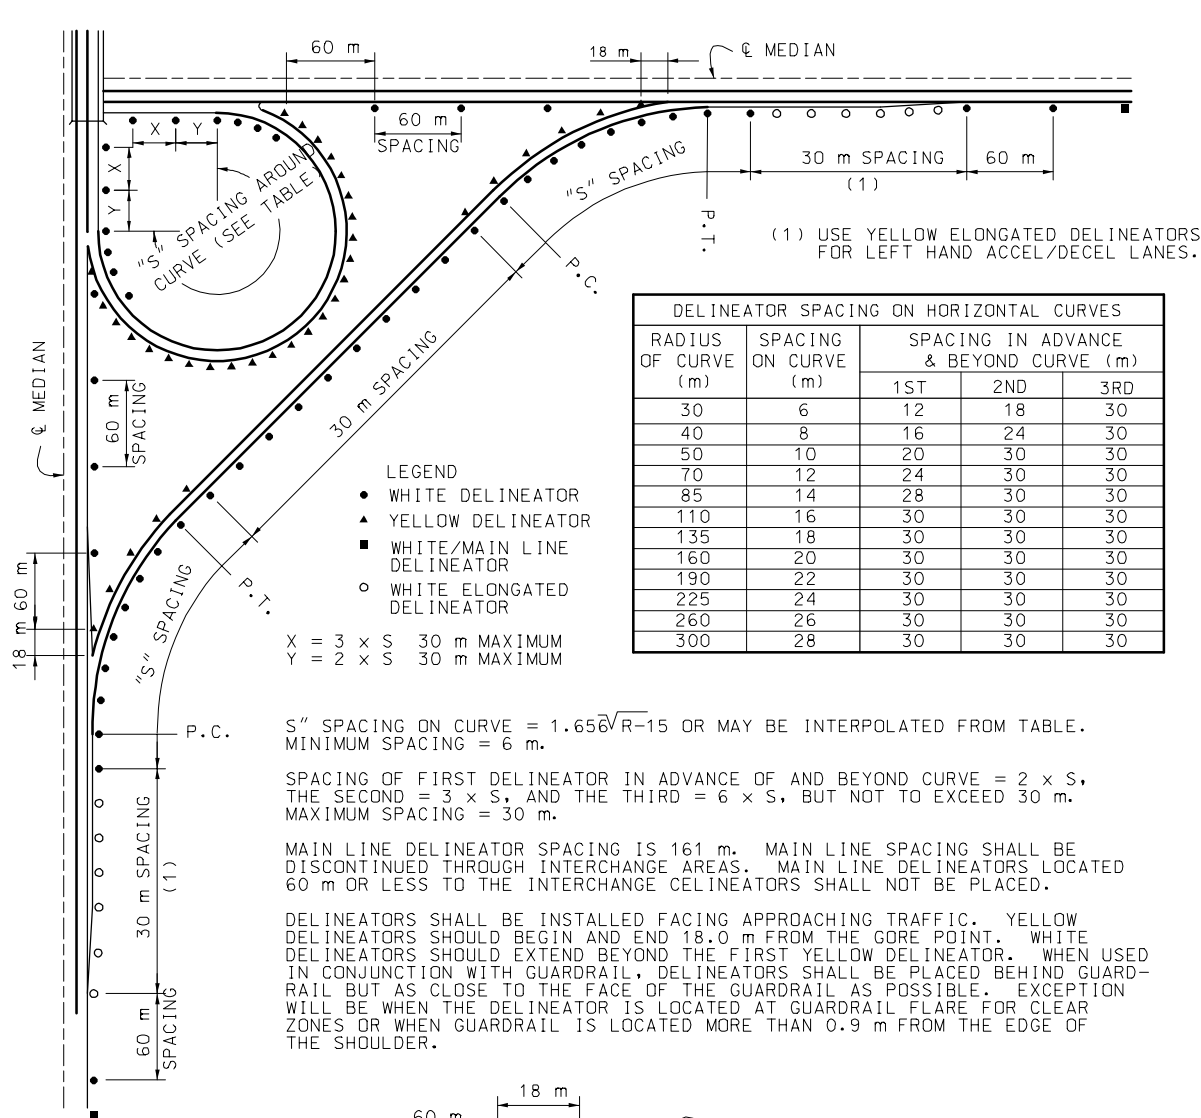 60 m
18 m
℄ MEDIAN
X
Y
60 m
SPACING
30 m SPACING
60 m
(1)
X
Y
"S" SPACING AROUND
CURVE (SEE TABLE)
"S" SPACING
P.T.
P.C.
(1) USE YELLOW ELONGATED DELINEATORS
FOR LEFT HAND ACCEL/DECEL LANES.
DELINEATOR SPACING ON HORIZONTAL CURVES
RADIUS SPACING SPACING IN ADVANCE
OF CURVE ON CURVE & BEYOND CURVE (m)
(m) (m) 1ST 2ND 3RD
30 6 12 18 30
40 8 16 24 30
50 10 20 30 30
70 12 24 30 30
85 14 28 30 30
110 16 30 30 30
135 18 30 30 30
160 20 30 30 30
190 22 30 30 30
225 24 30 30 30
260 26 30 30 30
300 28 30 30 30
℄ MEDIAN
60 m
SPACING
30 m SPACING
LEGEND
WHITE DELINEATOR
YELLOW DELINEATOR
WHITE/MAIN LINE
DELINEATOR
WHITE ELONGATED
DELINEATOR
X = 3 x S 30 m MAXIMUM
Y = 2 x S 30 m MAXIMUM
60 m
18 m
"S" SPACING
P.T.
P.C.
30 m SPACING
(1)
60 m
SPACING
S" SPACING ON CURVE = 1.656√R-15 OR MAY BE INTERPOLATED FROM TABLE.
MINIMUM SPACING = 6 m.
SPACING OF FIRST DELINEATOR IN ADVANCE OF AND BEYOND CURVE = 2 x S,
THE SECOND = 3 x S, AND THE THIRD = 6 x S, BUT NOT TO EXCEED 30 m.
MAXIMUM SPACING = 30 m.
MAIN LINE DELINEATOR SPACING IS 161 m. MAIN LINE SPACING SHALL BE
DISCONTINUED THROUGH INTERCHANGE AREAS. MAIN LINE DELINEATORS LOCATED
60 m OR LESS TO THE INTERCHANGE CELINEATORS SHALL NOT BE PLACED.
DELINEATORS SHALL BE INSTALLED FACING APPROACHING TRAFFIC. YELLOW
DELINEATORS SHOULD BEGIN AND END 18.0 m FROM THE GORE POINT. WHITE
DELINEATORS SHOULD EXTEND BEYOND THE FIRST YELLOW DELINEATOR. WHEN USED
IN CONJUNCTION WITH GUARDRAIL, DELINEATORS SHALL BE PLACED BEHIND GUARD-
RAIL BUT AS CLOSE TO THE FACE OF THE GUARDRAIL AS POSSIBLE. EXCEPTION
WILL BE WHEN THE DELINEATOR IS LOCATED AT GUARDRAIL FLARE FOR CLEAR
ZONES OR WHEN GUARDRAIL IS LOCATED MORE THAN 0.9 m FROM THE EDGE OF
THE SHOULDER.
18 m
60 m